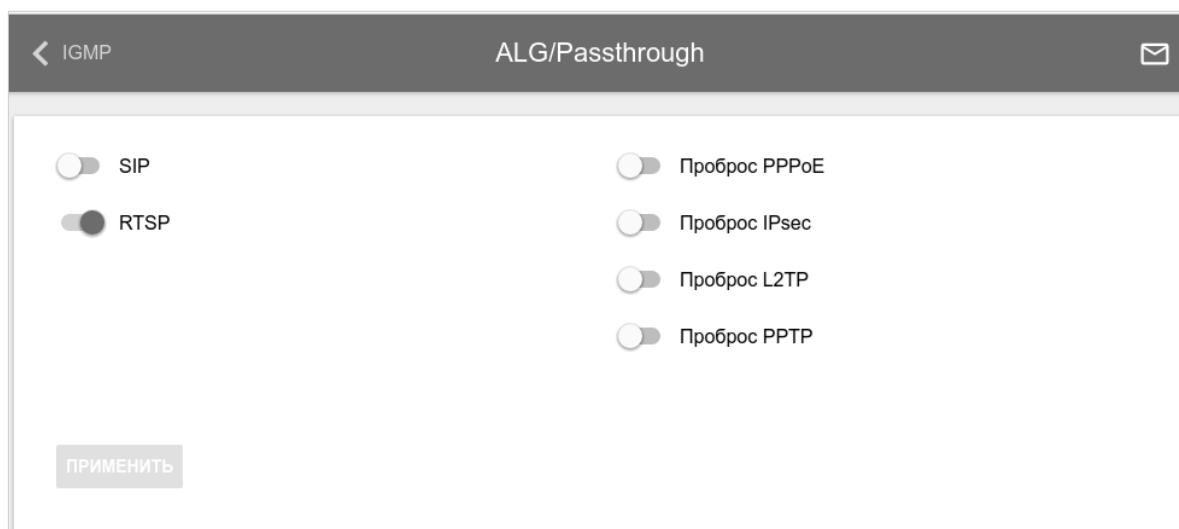 IGMP
ALG/Passthrough
SIP
RTSP
Проброс PPPoE
Проброс IPsec
Проброс L2TP
Проброс PPTP
ПРИМЕНИТЬ